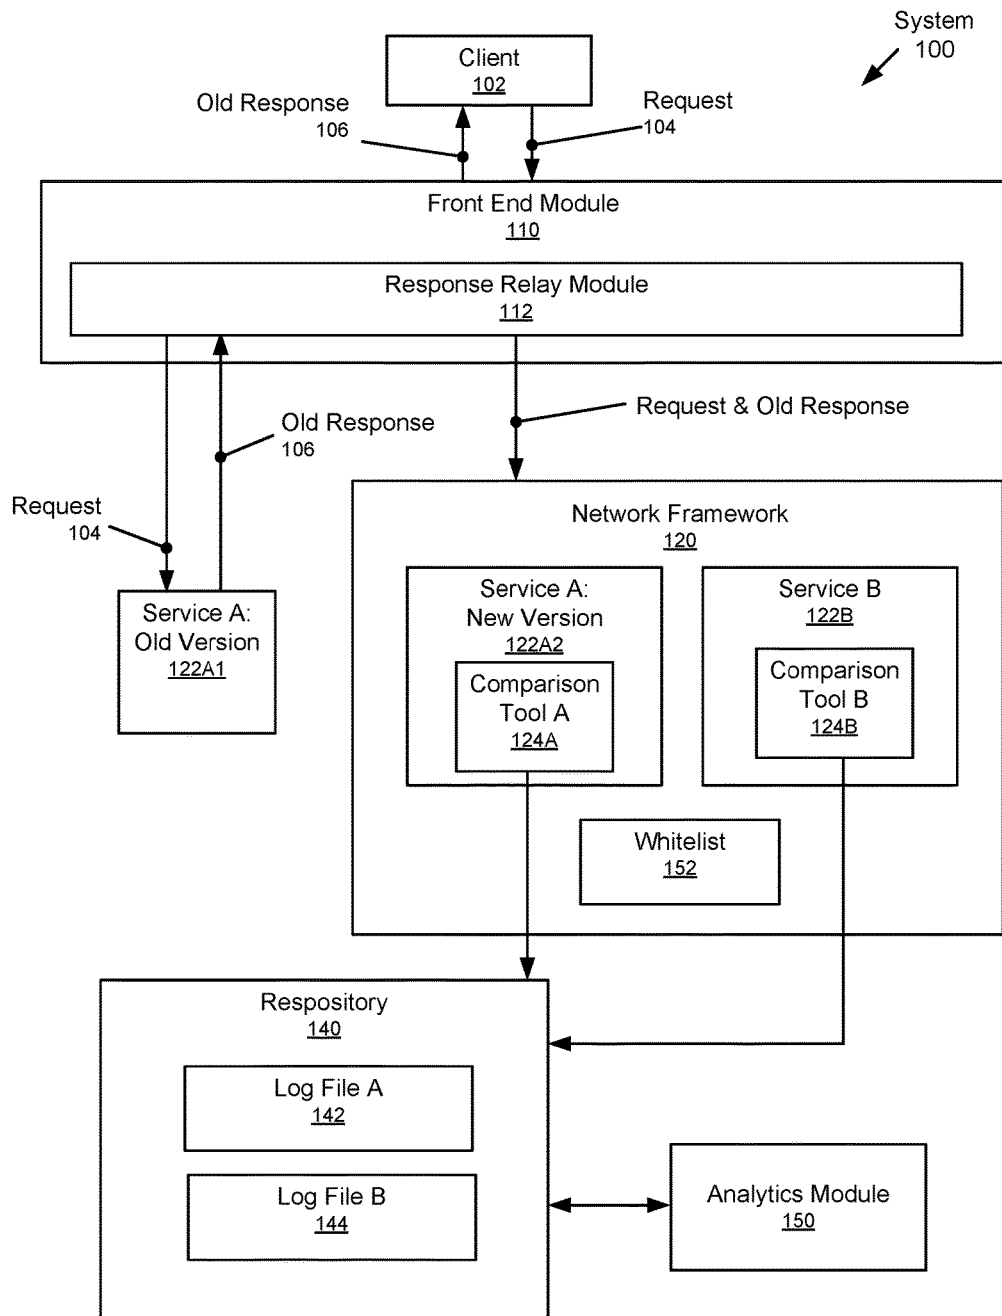 System
100
Client
102
Old Response
106
Request
104
Front End Module
110
Response Relay Module
112
Request & Old Response
Old Response
106
Request
104
Service A:
Old Version
122A1
Network Framework
120
Service A:
New Version
122A2
Comparison
Tool A
124A
Service B
122B
Comparison
Tool B
124B
Whitelist
152
Respository
140
Log File A
142
Log File B
144
Analytics Module
150